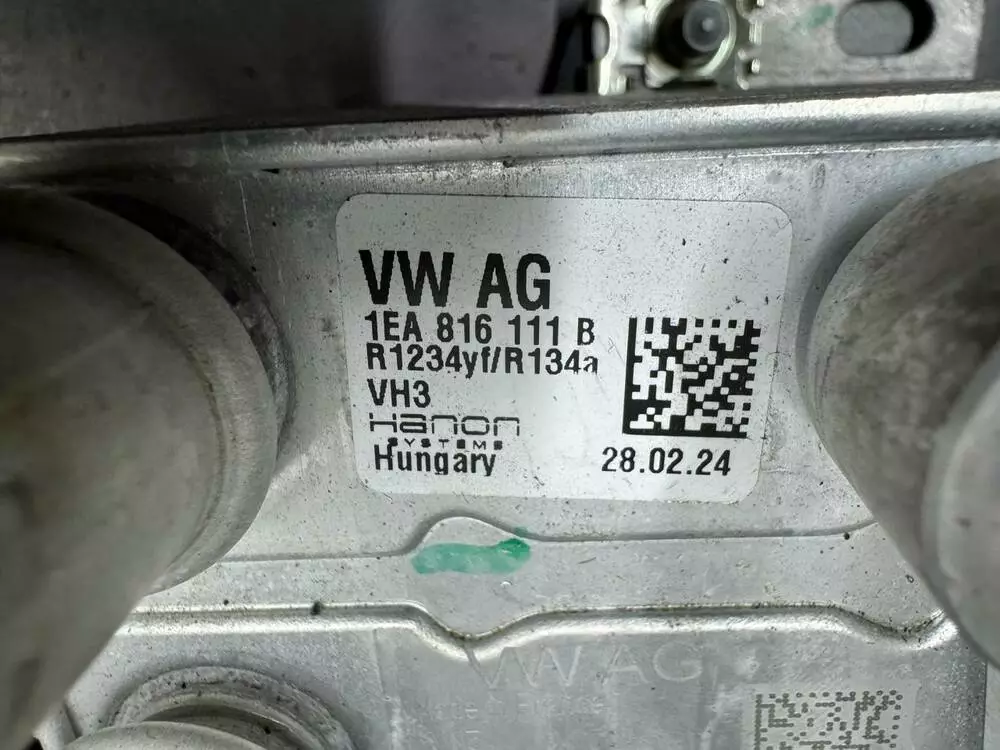 VW AG
1EA 816 111 B
R1234yf/R134a
VH3
Hanon
SYSTEMS
Hungary
28.02.24
VW AG